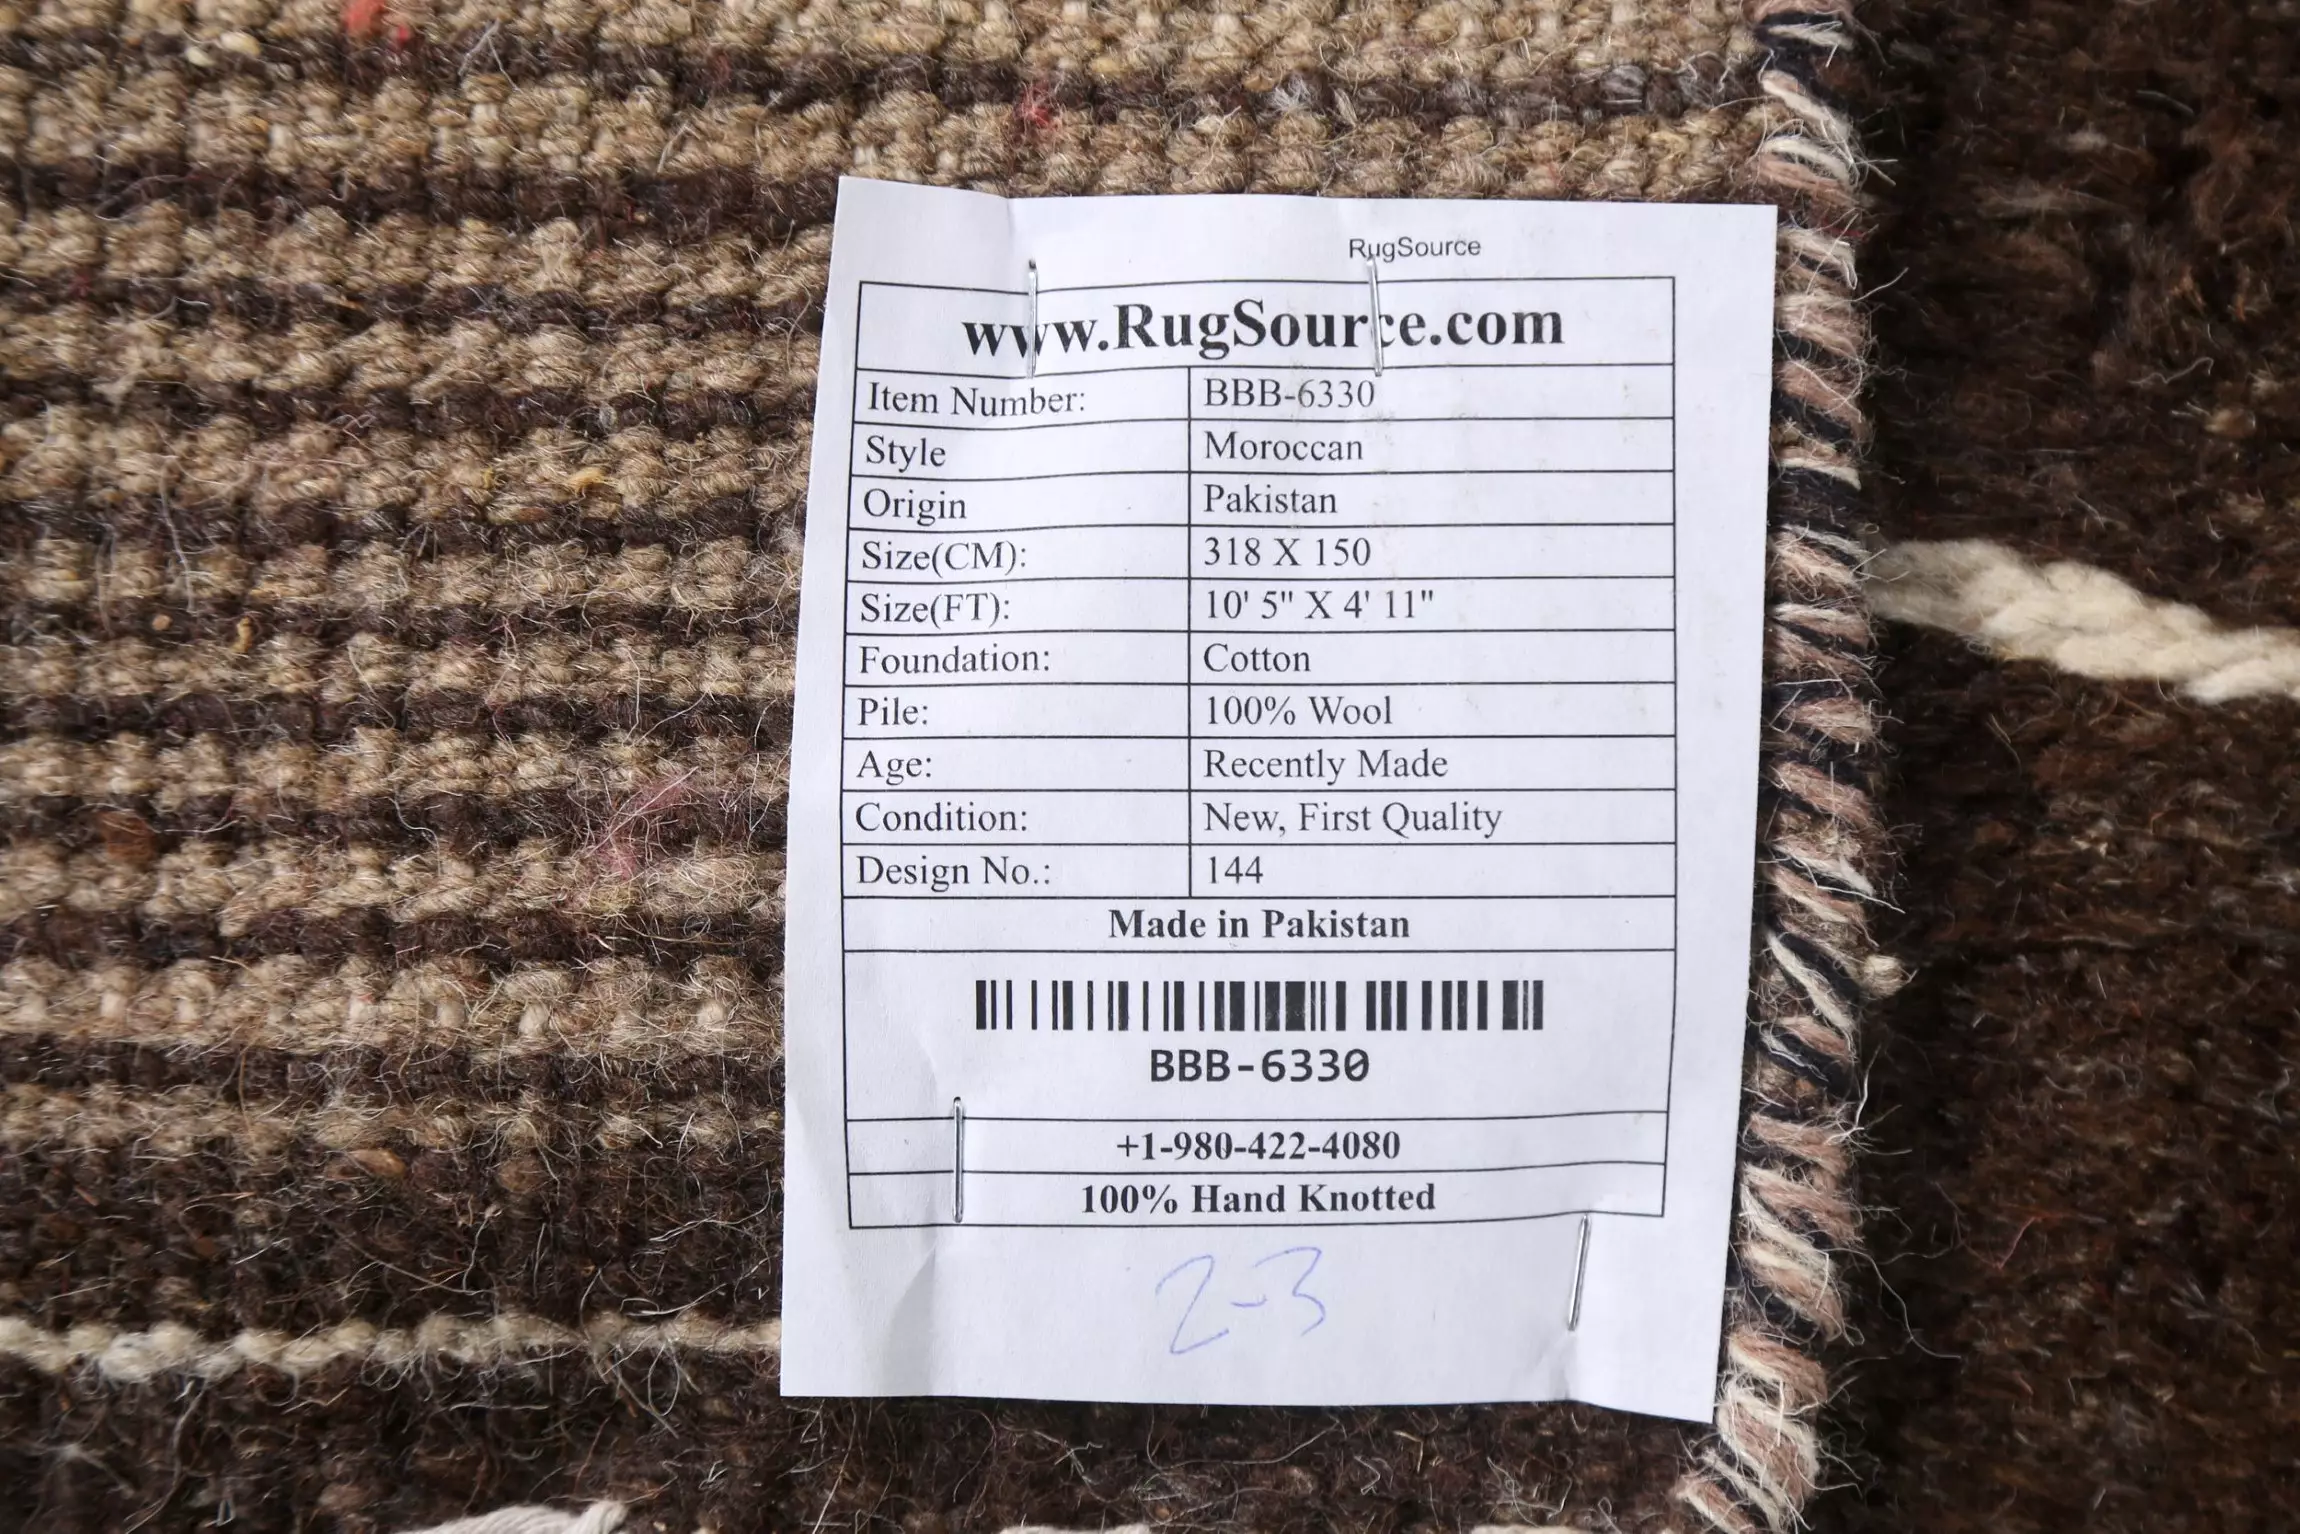 RugSource
www.RugSource.com
Item Number: BBB-6330
Style Moroccan
Origin Pakistan
Size(CM): 318 X 150
Size(FT): 10' 5" X 4' 11"
Foundation: Cotton
Pile: 100% Wool
Age: Recently Made
Condition: New, First Quality
Design No.: 144
Made in Pakistan
BBB-6330
+1-980-422-4080
100% Hand Knotted
2-3